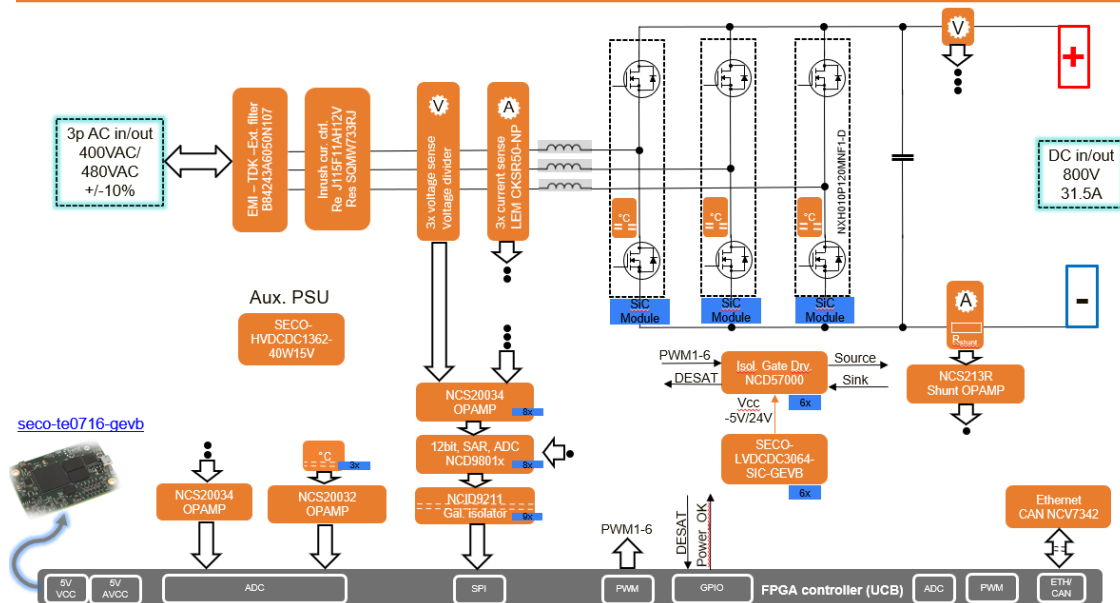 3p AC in/out
400VAC/
480VAC
+/-10%
EMI – TDK –Ext. filter
B84243A6050N107
Inrush cur. ctrl.
Re J115F11AH12V
Res SQMW733RJ
V
3x voltage sense
Voltage divider
A
3x current sense
LEM CKSR50-NP
°C
°C
°C
NXH010P120MNF1-D
SiC
Module
SiC
Module
SiC
Module
V
+
DC in/out
800V
31.5A
-
A
Rshunt
NCS213R
Shunt OPAMP
Aux. PSU
SECO-
HVDCDC1362-
40W15V
PWM1-6
DESAT
Isol. Gate Drv.
NCD57000
6x
Source
Sink
Vcc
-5V/24V
SECO-
LVDCDC3064-
SIC-GEVB
6x
NCS20034
OPAMP
8x
12bit, SAR, ADC
NCD9801x
8x
NCID9211
Gal. isolator
9x
seco-te0716-gevb
NCS20034
OPAMP
°C
3x
NCS20032
OPAMP
PWM1-6
DESAT
Power_OK
Ethernet
CAN NCV7342
5V
VCC
5V
AVCC
ADC
SPI
PWM
GPIO
FPGA controller (UCB)
ADC
PWM
ETH/
CAN